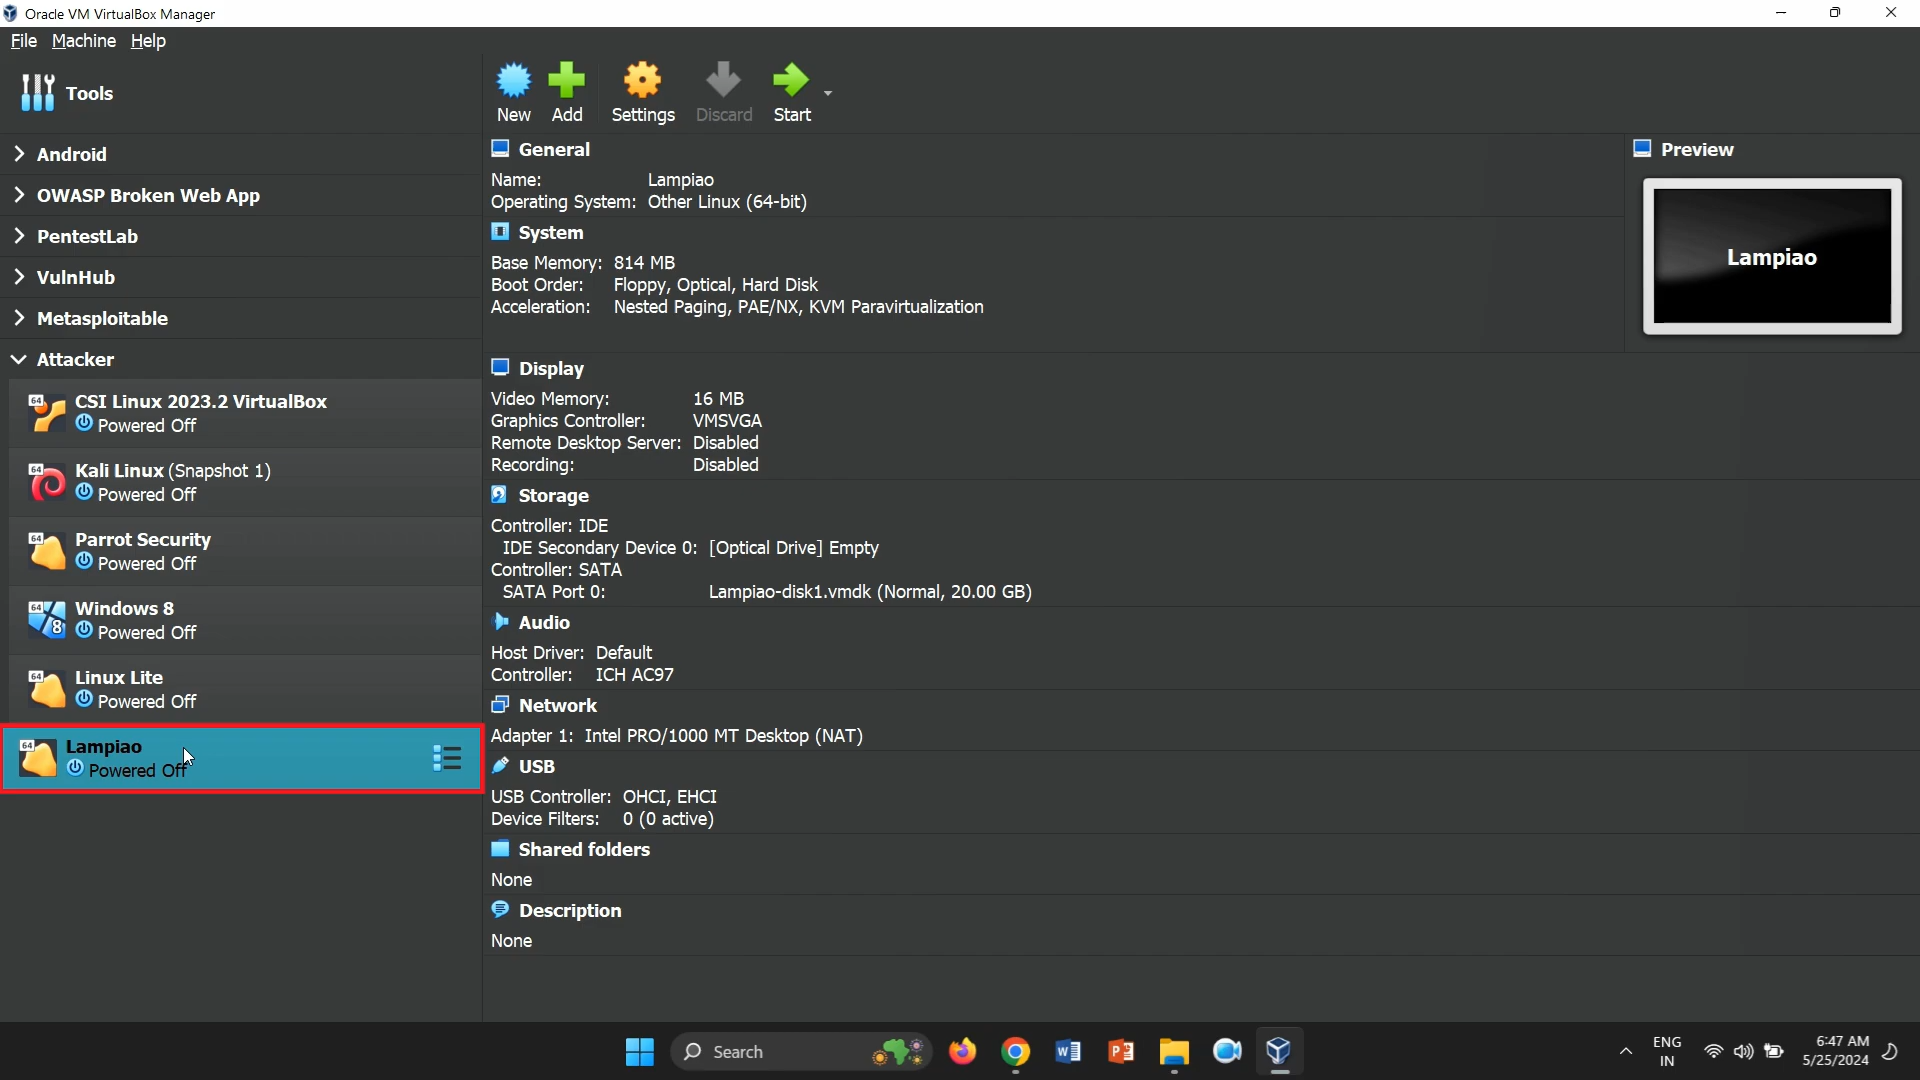 Oracle VM VirtualBox Manager
File Machine Help
Tools
New Add Settings Discard Start
Android
OWASP Broken Web App
PentestLab
VulnHub
Metasploitable
Attacker
64
CSI Linux 2023.2 VirtualBox
Powered Off
64
Kali Linux (Snapshot 1)
Powered Off
64
Parrot Security
Powered Off
64
8
Windows 8
Powered Off
64
Linux Lite
Powered Off
64
Lampiao
Powered Off
General
Name: Lampiao
Operating System: Other Linux (64-bit)
System
Base Memory: 814 MB
Boot Order: Floppy, Optical, Hard Disk
Acceleration: Nested Paging, PAE/NX, KVM Paravirtualization
Preview
Lampiao
Display
Video Memory: 16 MB
Graphics Controller: VMSVGA
Remote Desktop Server: Disabled
Recording: Disabled
Storage
Controller: IDE
IDE Secondary Device 0: [Optical Drive] Empty
Controller: SATA
SATA Port 0: Lampiao-disk1.vmdk (Normal, 20.00 GB)
Audio
Host Driver: Default
Controller: ICH AC97
Network
Adapter 1: Intel PRO/1000 MT Desktop (NAT)
USB
USB Controller: OHCI, EHCI
Device Filters: 0 (0 active)
Shared folders
None
Description
None
Search
ENG
IN
6:47 AM
5/25/2024